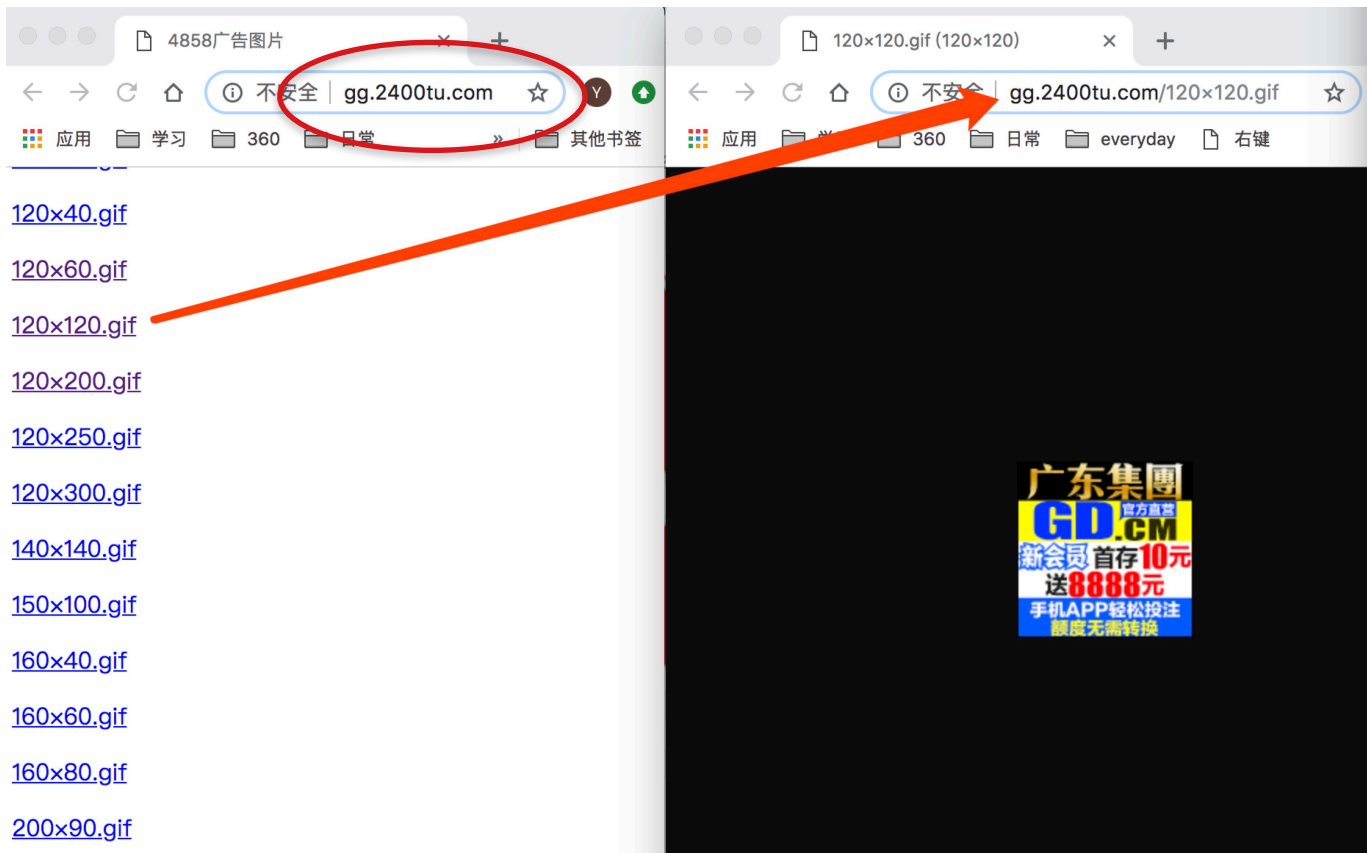 4858广告图片
不安全 gg.2400tu.com
Y
应用 学习 360 日常 » 其他书签
120×40.gif
120×60.gif
120×120.gif
120×200.gif
120×250.gif
120×300.gif
140×140.gif
150×100.gif
160×40.gif
160×60.gif
160×80.gif
200×90.gif
120×120.gif (120×120)
不安全 gg.2400tu.com/120×120.gif
应用 360 日常 everyday 右键
广东集團
GD.CM 官方直营
新会员 首存10元
送8888元
手机APP轻松投注
额度无需转换